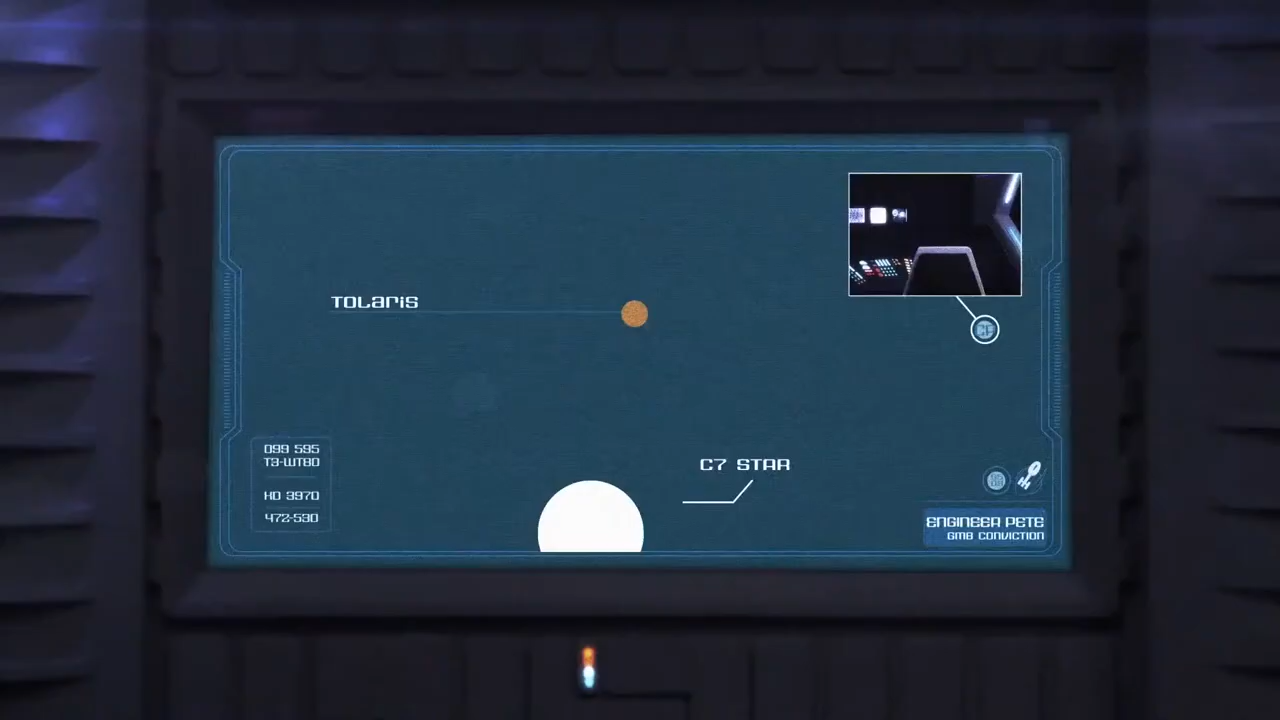 TOLARIS
C7 STAR
099 595
T3-WT80
HD 3970
472-530
ENGINEER PETE
GMB CONVICTION